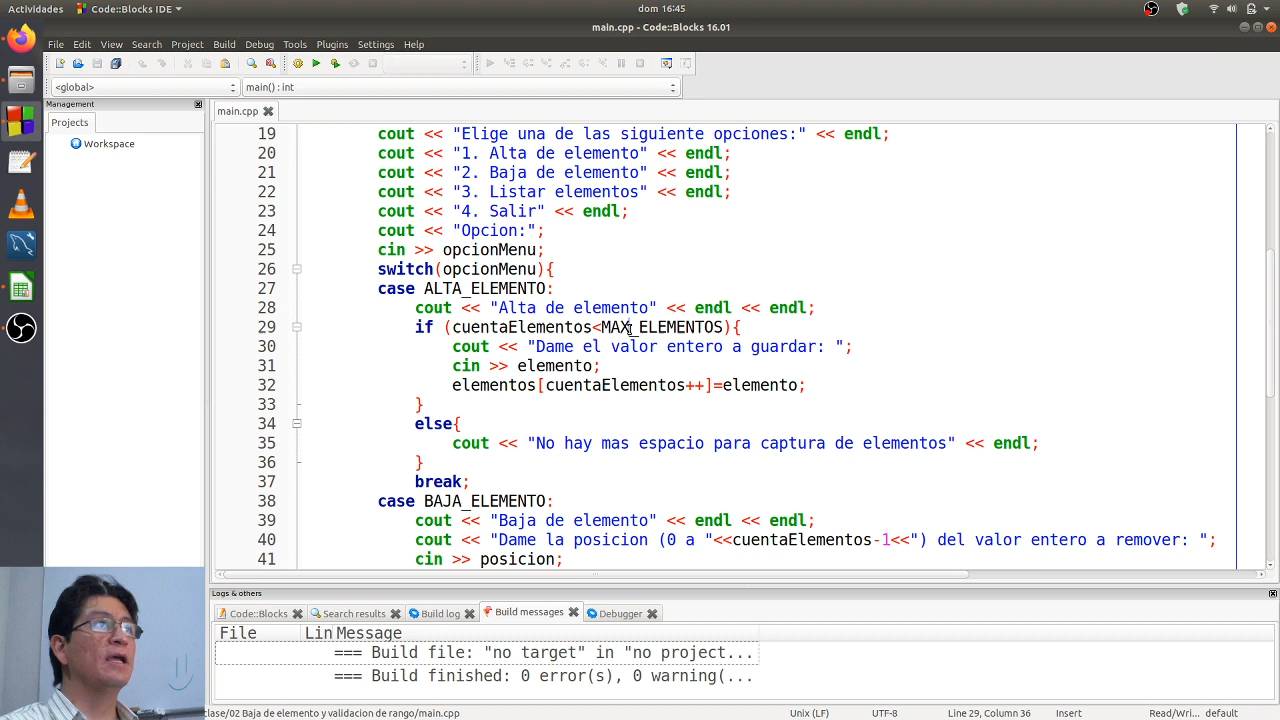 Actividades Code::Blocks IDE dom 16:45
main.cpp - Code::Blocks 16.01
File Edit View Search Project Build Debug Tools Plugins Settings Help
<global> main() : int
Management
Projects
Workspace
main.cpp
19 cout << "Elige una de las siguiente opciones:" << endl;
20 cout << "1. Alta de elemento" << endl;
21 cout << "2. Baja de elemento" << endl;
22 cout << "3. Listar elementos" << endl;
23 cout << "4. Salir" << endl;
24 cout << "Opcion:";
25 cin >> opcionMenu;
26 switch(opcionMenu){
27 case ALTA_ELEMENTO:
28 cout << "Alta de elemento" << endl << endl;
29 if (cuentaElementos<MAX_ELEMENTOS){
30 cout << "Dame el valor entero a guardar: ";
31 cin >> elemento;
32 elementos[cuentaElementos++]=elemento;
33 }
34 else{
35 cout << "No hay mas espacio para captura de elementos" << endl;
36 }
37 break;
38 case BAJA_ELEMENTO:
39 cout << "Baja de elemento" << endl << endl;
40 cout << "Dame la posicion (0 a "<<cuentaElementos-1<<") del valor entero a remover: ";
41 cin >> posicion;
Logs & others
Code::Blocks Search results Build log Build messages Debugger
File Lin Message
=== Build file: "no target" in "no project...
=== Build finished: 0 error(s), 0 warning(...
clase/02 Baja de elemento y validacion de rango/main.cpp Unix (LF) UTF-8 Line 29, Column 36 Insert Read/Wri... default